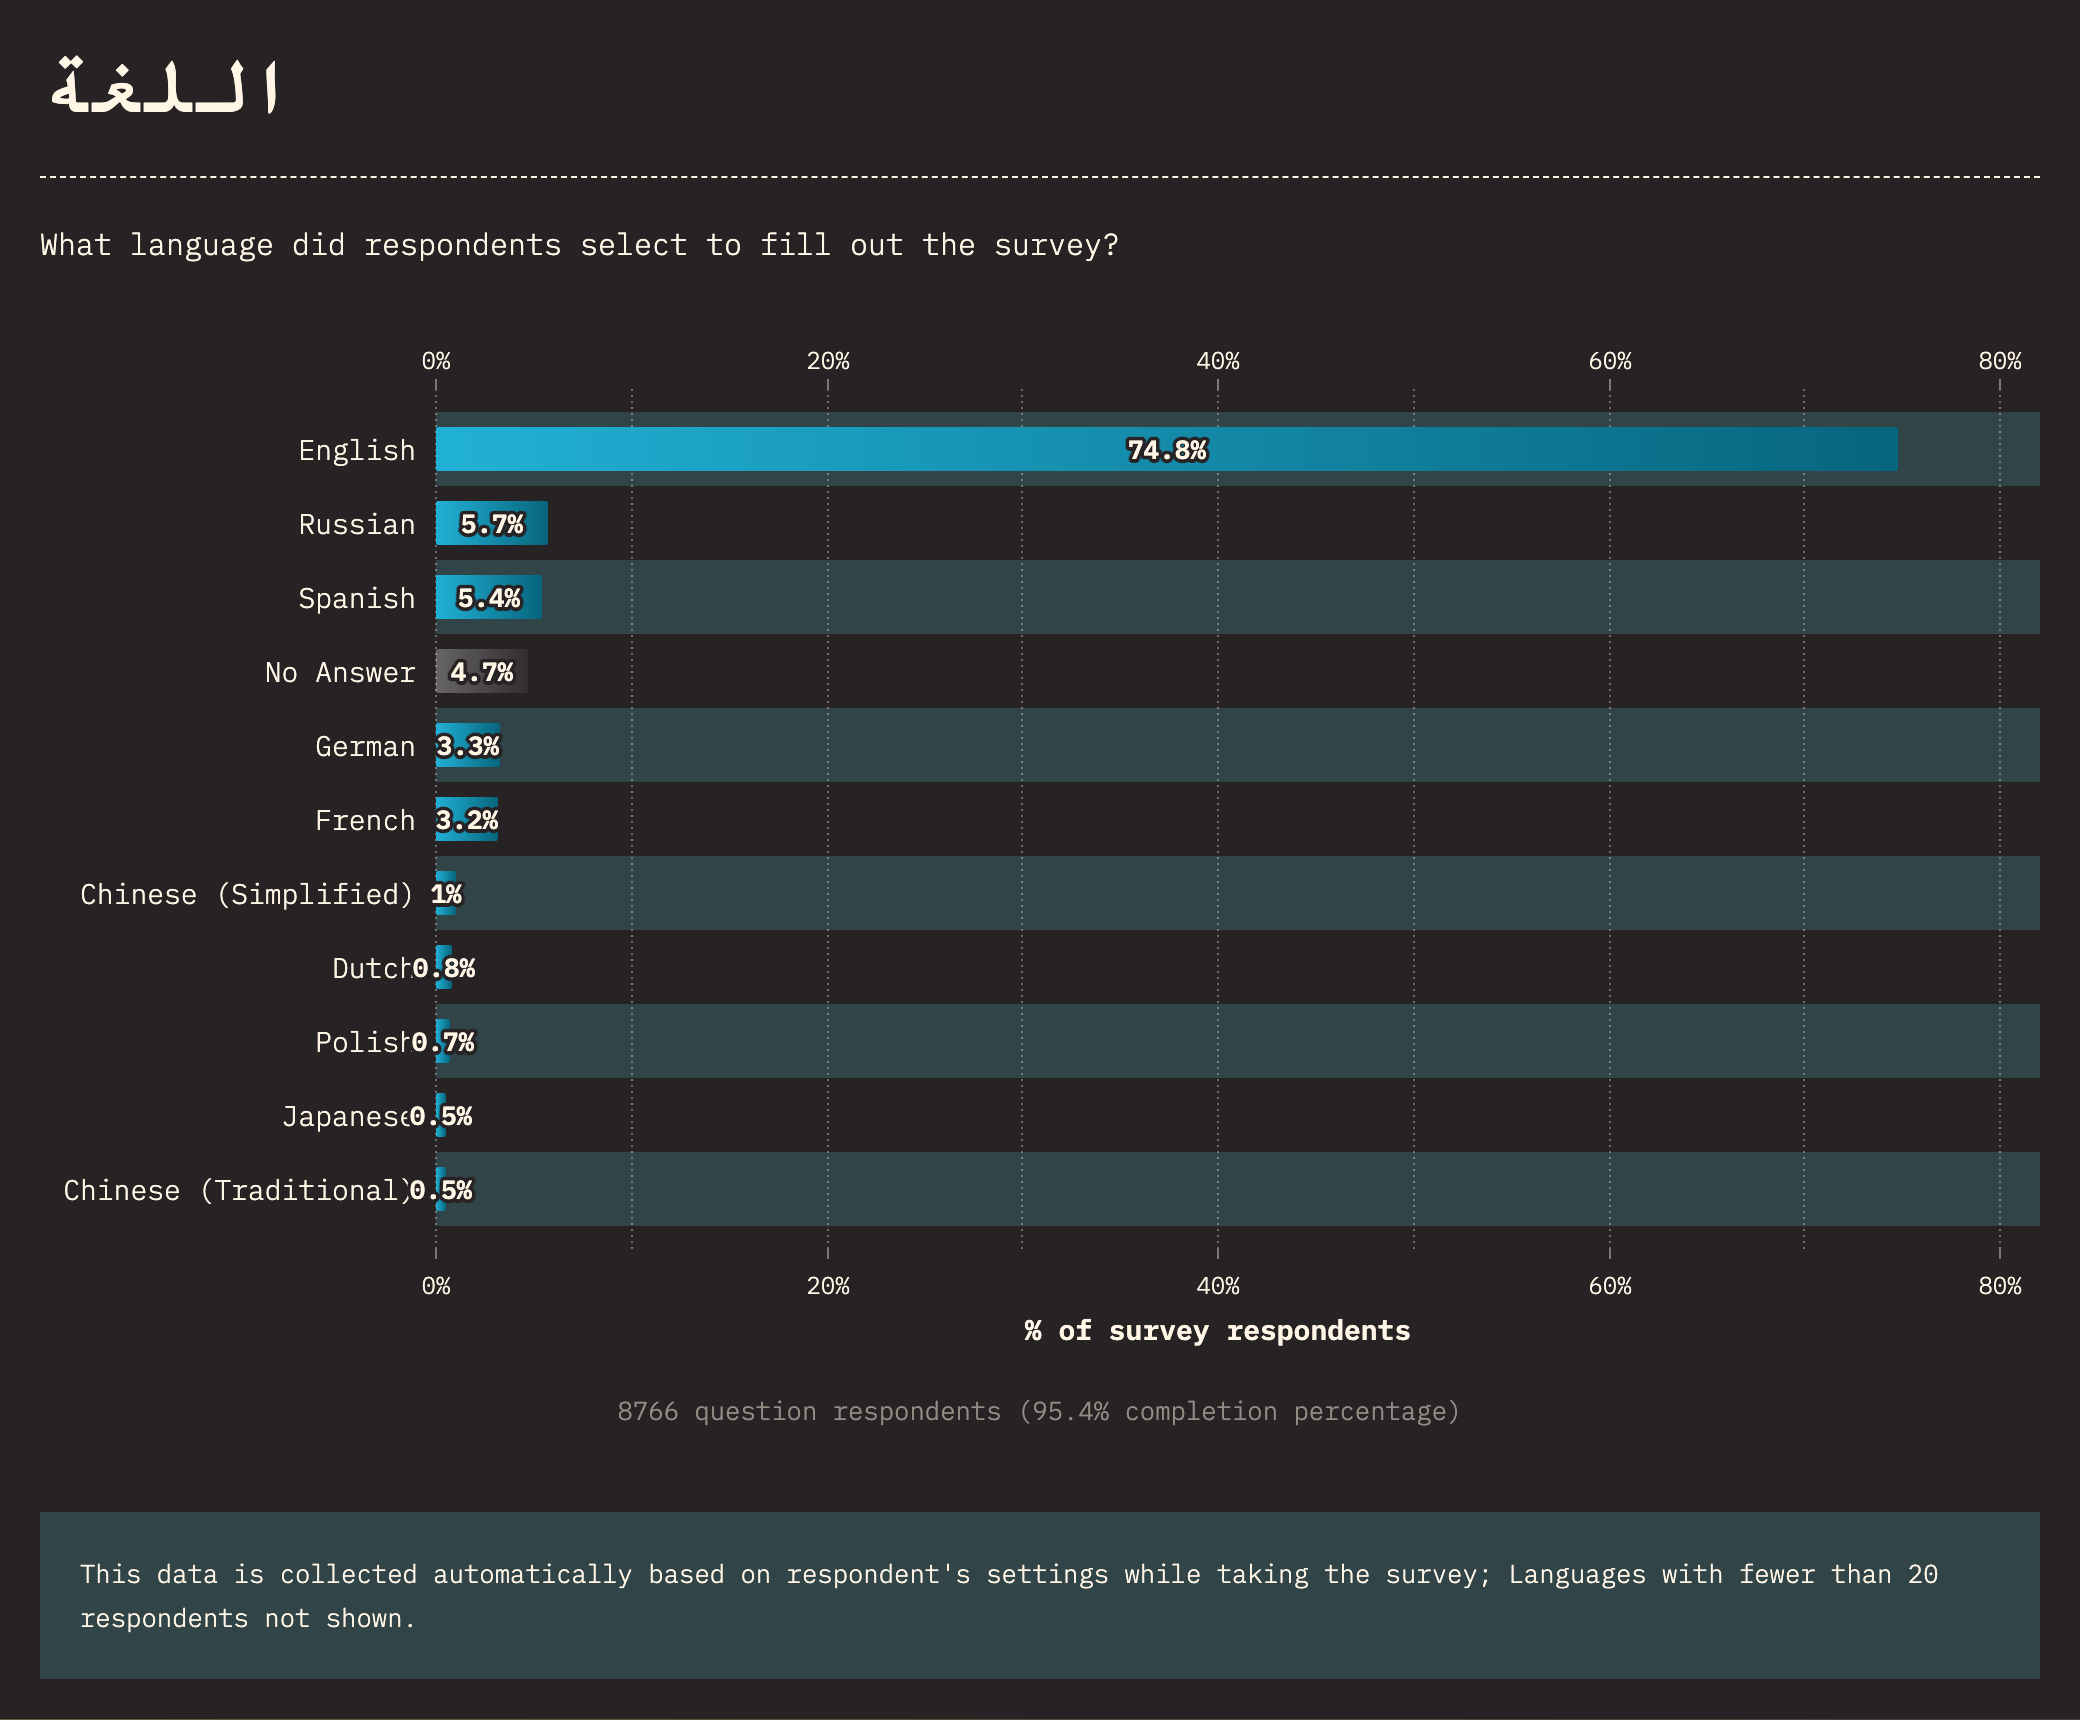 اللغة
What language did respondents select to fill out the survey?
0% 20% 40% 60% 80%
English 74.8%
Russian 5.7%
Spanish 5.4%
No Answer 4.7%
German 3.3%
French 3.2%
Chinese (Simplified) 1%
Dutch 0.8%
Polish 0.7%
Japanese 0.5%
Chinese (Traditional) 0.5%
0% 20% 40% 60% 80%
% of survey respondents
8766 question respondents (95.4% completion percentage)
This data is collected automatically based on respondent's settings while taking the survey; Languages with fewer than 20
respondents not shown.